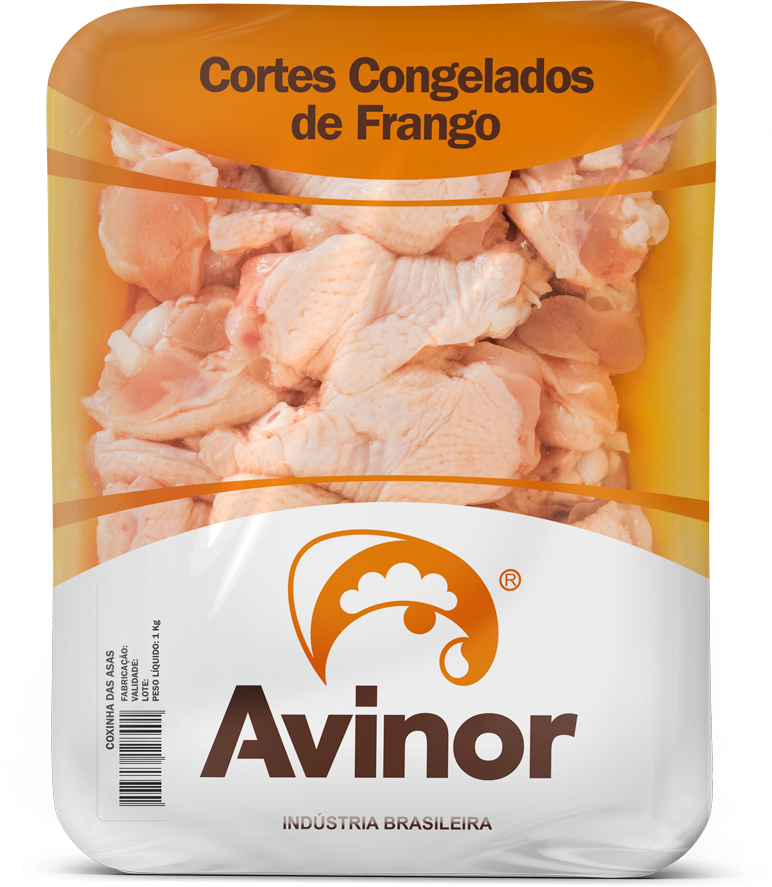 Cortes Congelados
de Frango
®
Avinor
INDÚSTRIA BRASILEIRA
COXINHA DAS ASAS
FABRICAÇÃO:
VALIDADE:
LOTE:
PESO LÍQUIDO: 1 Kg